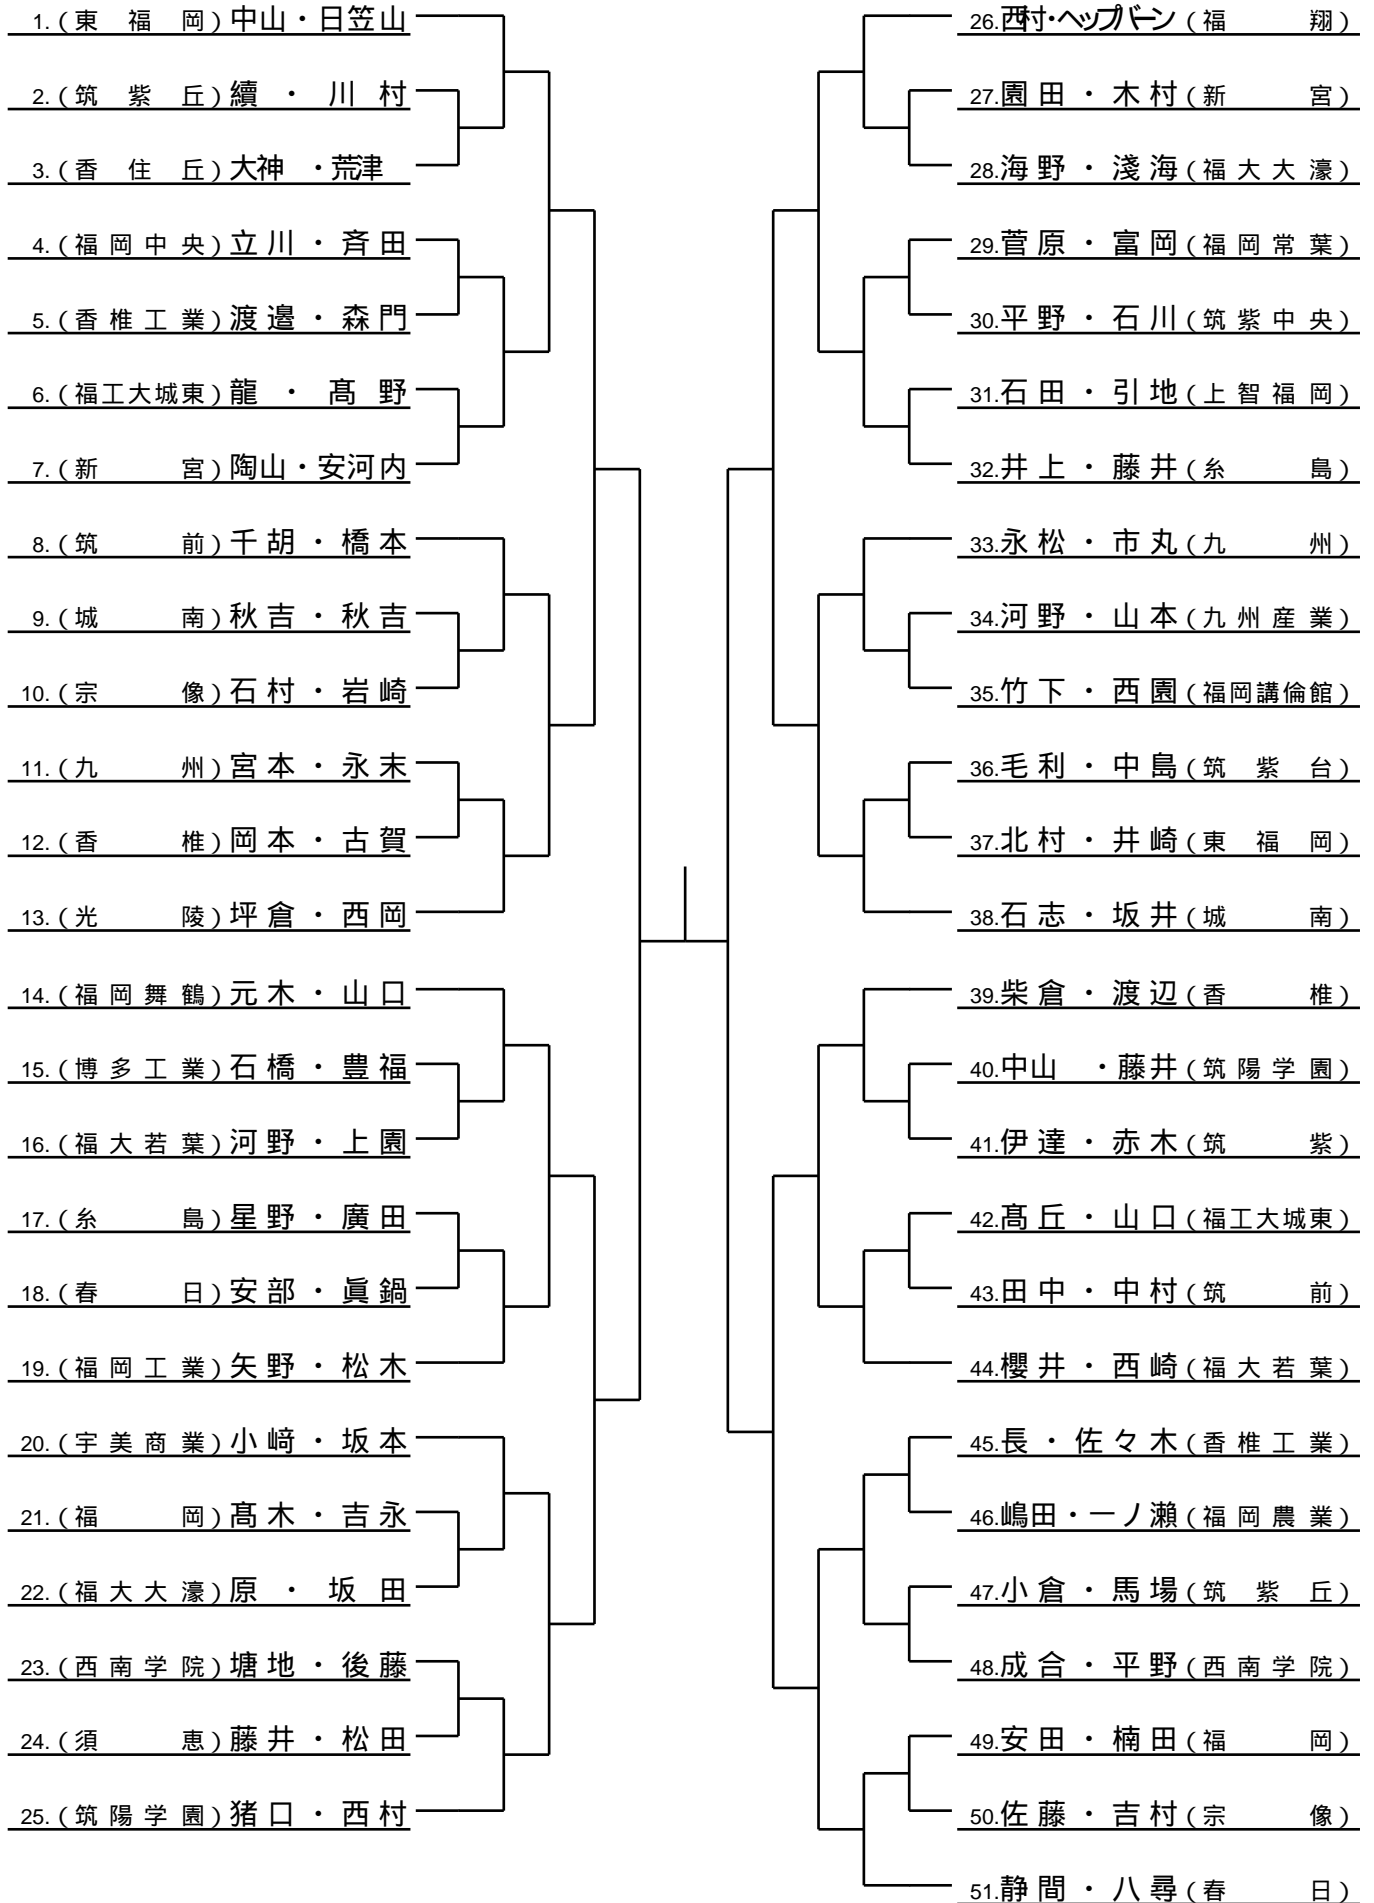 1.(東福岡)中山・日笠山
2.(筑紫丘)續・川村
3.(香住丘)大神・荒津
4.(福岡中央)立川・斉田
5.(香椎工業)渡邉・森門
6.(福工大城東)龍・髙野
7.(新宮)陶山・安河内
8.(筑前)千胡・橋本
9.(城南)秋吉・秋吉
10.(宗像)石村・岩崎
11.(九州)宮本・永末
12.(香椎)岡本・古賀
13.(光陵)坪倉・西岡
14.(福岡舞鶴)元木・山口
15.(博多工業)石橋・豊福
16.(福大若葉)河野・上園
17.(糸島)星野・廣田
18.(春日)安部・眞鍋
19.(福岡工業)矢野・松木
20.(宇美商業)小﨑・坂本
21.(福岡)髙木・吉永
22.(福大大濠)原・坂田
23.(西南学院)塘地・後藤
24.(須恵)藤井・松田
25.(筑陽学園)猪口・西村
26.西村・ヘップバーン(福翔)
27.園田・木村(新宮)
28.海野・淺海(福大大濠)
29.菅原・富岡(福岡常葉)
30.平野・石川(筑紫中央)
31.石田・引地(上智福岡)
32.井上・藤井(糸島)
33.永松・市丸(九州)
34.河野・山本(九州産業)
35.竹下・西園(福岡講倫館)
36.毛利・中島(筑紫台)
37.北村・井崎(東福岡)
38.石志・坂井(城南)
39.柴倉・渡辺(香椎)
40.中山・藤井(筑陽学園)
41.伊達・赤木(筑紫)
42.髙丘・山口(福工大城東)
43.田中・中村(筑前)
44.櫻井・西崎(福大若葉)
45.長・佐々木(香椎工業)
46.嶋田・一ノ瀬(福岡農業)
47.小倉・馬場(筑紫丘)
48.成合・平野(西南学院)
49.安田・楠田(福岡)
50.佐藤・吉村(宗像)
51.静間・八尋(春日)